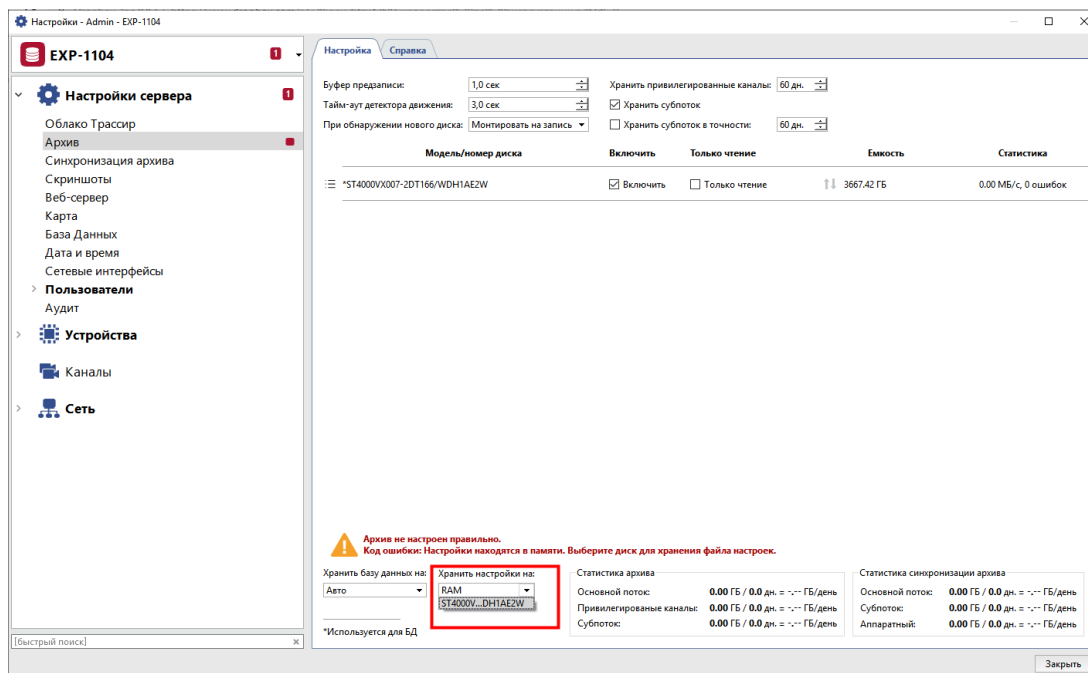 Настройки - Admin - EXP-1104
EXP-1104
1
Настройки сервера
1
Облако Трассир
Архив
Синхронизация архива
Скриншоты
Веб-сервер
Карта
База Данных
Дата и время
Сетевые интерфейсы
Пользователи
Аудит
Устройства
Каналы
Сеть
[быстрый поиск]
Настройка
Справка
Буфер предзаписи: 1,0 сек
Хранить привилегированные каналы: 60 дн.
Тайм-аут детектора движения: 3,0 сек
Хранить субпоток
При обнаружении нового диска: Монтировать на запись
Хранить субпоток в точности: 60 дн.
Модель/номер диска Включить Только чтение Емкость Статистика
*ST4000VX007-2DT166/WDH1AE2W Включить Только чтение 3667.42 ГБ 0.00 МБ/с, 0 ошибок
Архив не настроен правильно.
Код ошибки: Настройки находятся в памяти. Выберите диск для хранения файла настроек.
Хранить базу данных на:
Авто
*Используется для БД
Хранить настройки на:
RAM
ST4000V...DH1AE2W
Статистика архива
Основной поток: 0.00 ГБ / 0.0 дн. = -.-- ГБ/день
Привилегированые каналы: 0.00 ГБ / 0.0 дн. = -.-- ГБ/день
Субпоток: 0.00 ГБ / 0.0 дн. = -.-- ГБ/день
Статистика синхронизации архива
Основной поток: 0.00 ГБ / 0.0 дн. = -.-- ГБ/день
Субпоток: 0.00 ГБ / 0.0 дн. = -.-- ГБ/день
Аппаратный: 0.00 ГБ / 0.0 дн. = -.-- ГБ/день
Закрыть